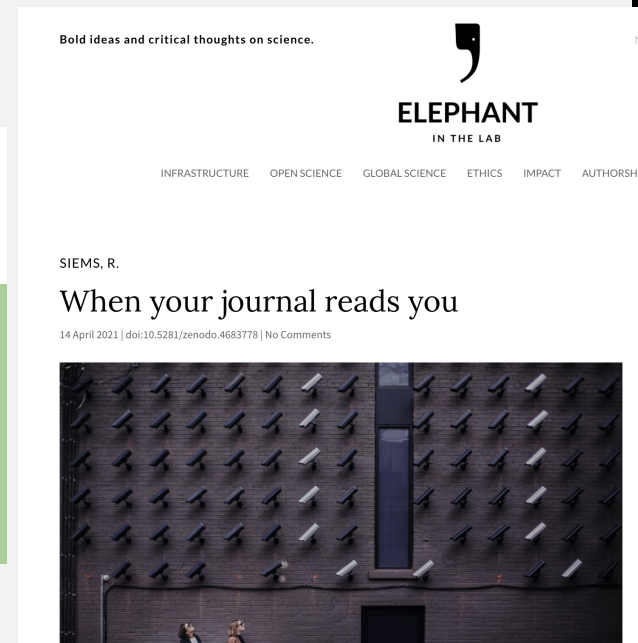 Bold ideas and critical thoughts on science.
ELEPHANT
IN THE LAB
INFRASTRUCTURE OPEN SCIENCE GLOBAL SCIENCE ETHICS IMPACT AUTHORSH
SIEMS, R.
When your journal reads you
14 April 2021 | doi:10.5281/zenodo.4683778 | No Comments